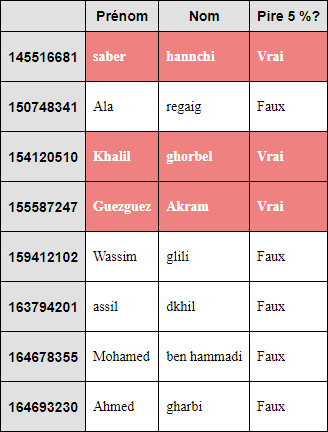 Prénom Nom Pire 5 %?
145516681 saber hannchi Vrai
150748341 Ala regaig Faux
154120510 Khalil ghorbel Vrai
155587247 Guezguez Akram Vrai
159412102 Wassim glili Faux
163794201 assil dkhil Faux
164678355 Mohamed ben hammadi Faux
164693230 Ahmed gharbi Faux